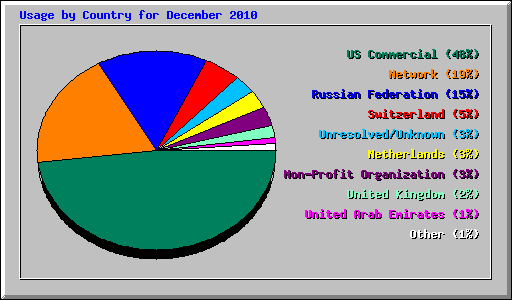 Usage by Country for December 2010
US Commercial (48%)
Network (19%)
Russian Federation (15%)
Switzerland (5%)
Unresolved/Unknown (3%)
Netherlands (3%)
Non-Profit Organization (3%)
United Kingdom (2%)
United Arab Emirates (1%)
Other (1%)